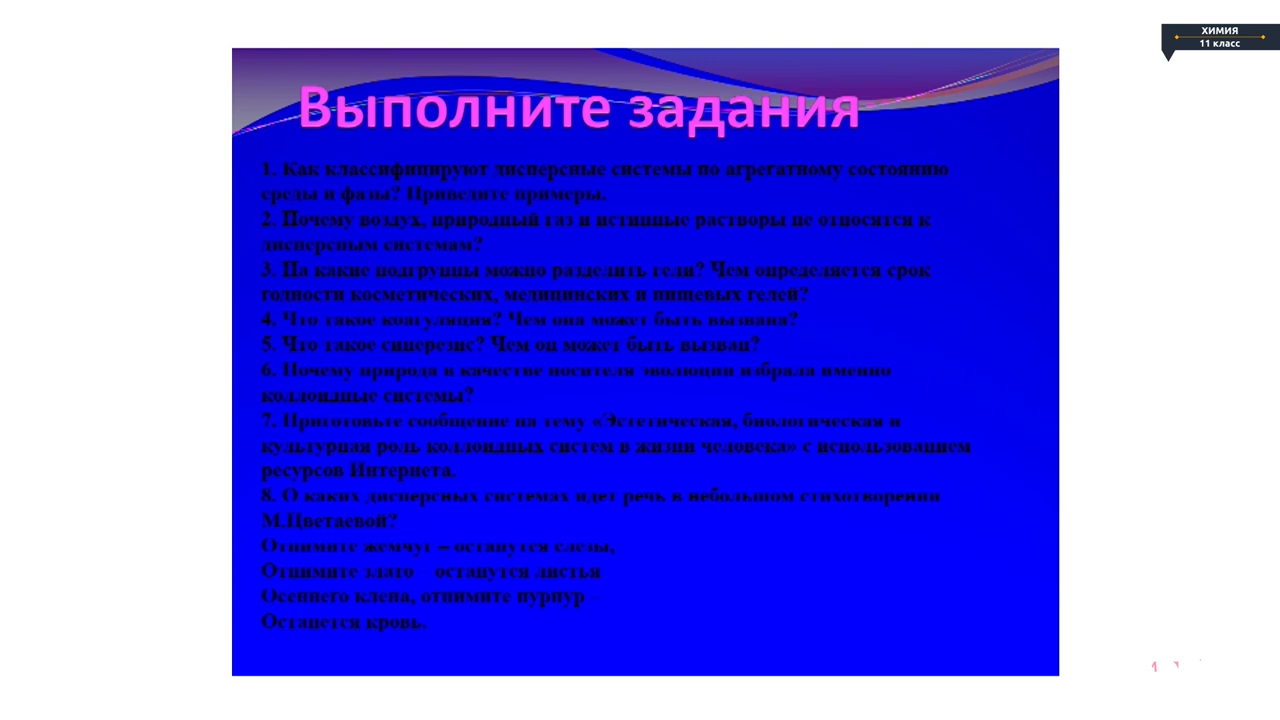 ХИМИЯ
11 класс
Выполните задания
1. Как классифицируют дисперсные системы по агрегатному состоянию
среды и фазы? Приведите примеры.
2. Почему воздух, природный газ и истинные растворы не относятся к
дисперсным системам?
3. На какие подгруппы можно разделить гели? Чем определяется срок
годности косметических, медицинских и пищевых гелей?
4. Что такое коагуляция? Чем она может быть вызвана?
5. Что такое синерезис? Чем он может быть вызван?
6. Почему природа в качестве носителя эволюции избрала именно
коллоидные системы?
7. Приготовьте сообщение на тему «Эстетическая, биологическая и
культурная роль коллоидных систем в жизни человека» с использованием
ресурсов Интернета.
8. О каких дисперсных системах идет речь в небольшом стихотворении
М.Цветаевой?
Отнимите жемчуг – останутся слезы,
Отнимите злато – останутся листья
Осеннего клена, отнимите пурпур –
Останется кровь.